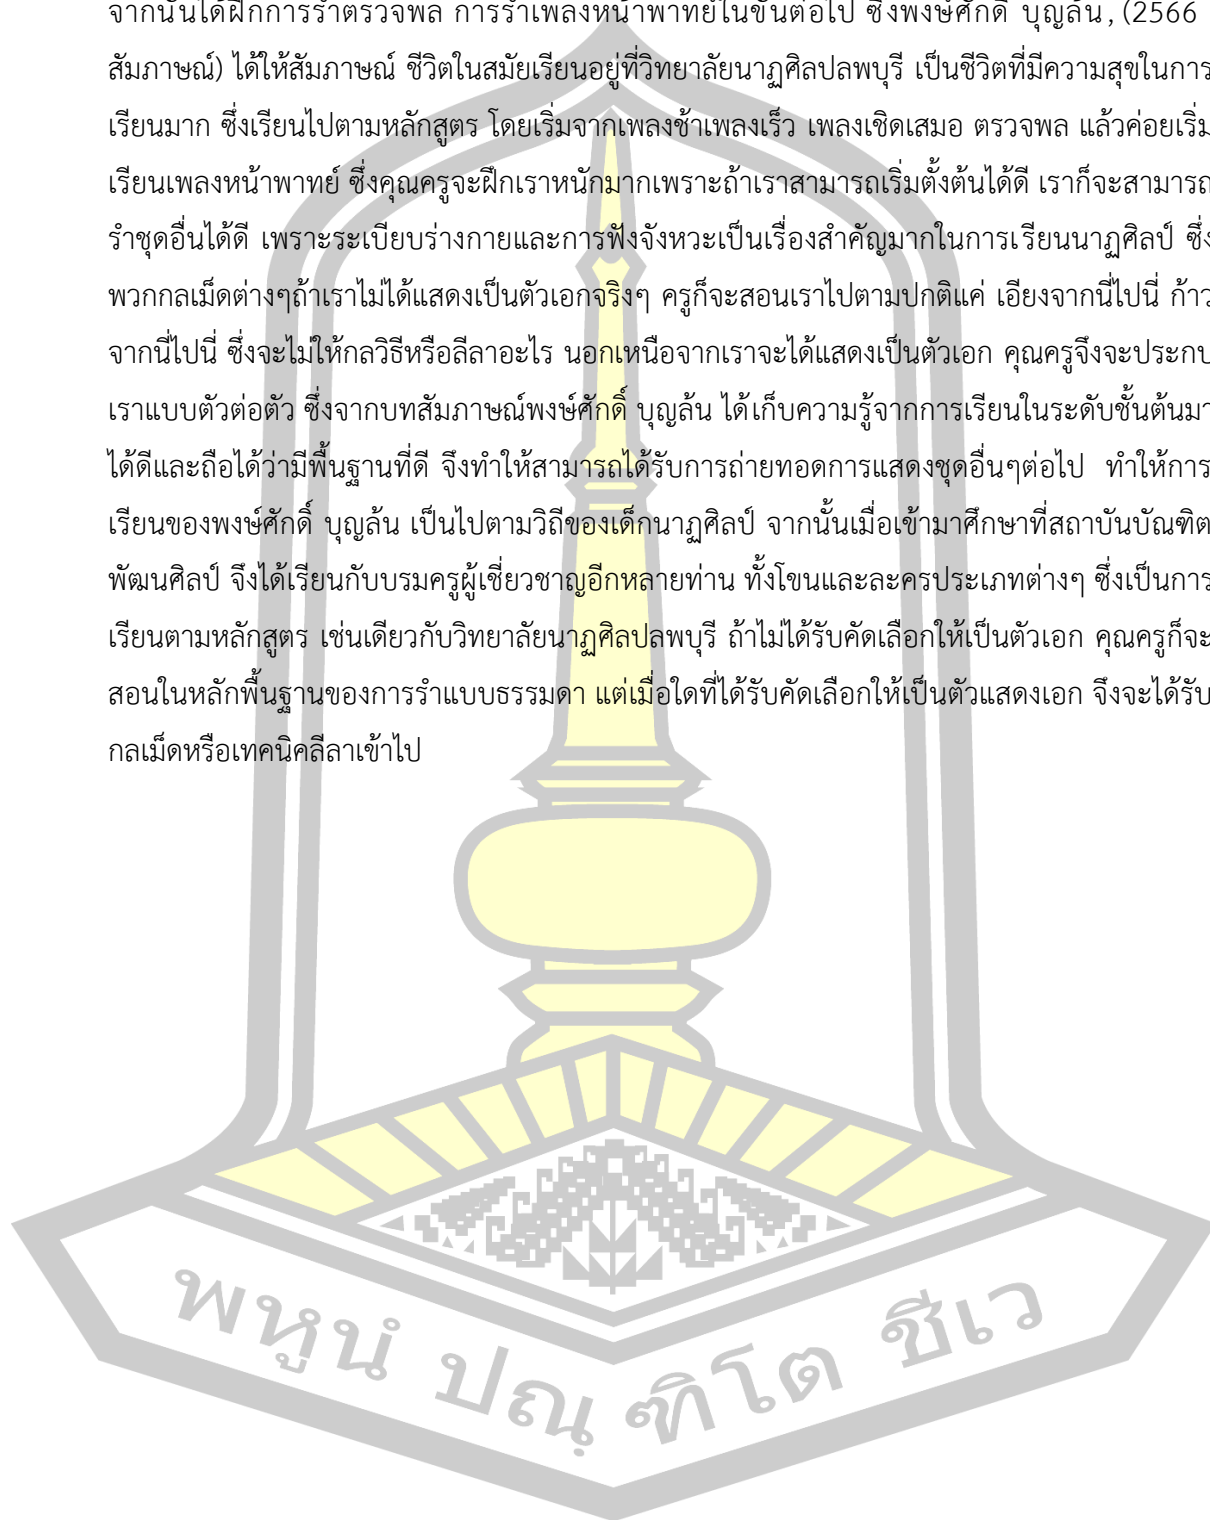 จากนั้นได้ฝึกการรำตรวจพล การรำเพลงหน้าพาทย์ในขั้นต่อไป ซึ่งพงษ์ศักดิ์ บุญล้น, (2566
สัมภาษณ์) ได้ให้สัมภาษณ์ ชีวิตในสมัยเรียนอยู่ที่วิทยาลัยนาฏศิลปลพบุรี เป็นชีวิตที่มีความสุขในการ
เรียนมาก ซึ่งเรียนไปตามหลักสูตร โดยเริ่มจากเพลงช้าเพลงเร็ว เพลงเชิดเสมอ ตรวจพล แล้วค่อยเริ่ม
เรียนเพลงหน้าพาทย์ ซึ่งคุณครูจะฝึกเราหนักมากเพราะถ้าเราสามารถเริ่มตั้งต้นได้ดี เราก็จะสามารถ
รำชุดอื่นได้ดี เพราะระเบียบร่างกายและการฟังจังหวะเป็นเรื่องสำคัญมากในการเรียนนาฏศิลป์ ซึ่ง
พวกกลเม็ดต่างๆถ้าเราไม่ได้แสดงเป็นตัวเอกจริงๆ ครูก็จะสอนเราไปตามปกติแค่ เอียงจากนี่ไปนี่ ก้าว
จากนี่ไปนี่ ซึ่งจะไม่ให้กลวิธีหรือลีลาอะไร นอกเหนือจากเราจะได้แสดงเป็นตัวเอก คุณครูจึงจะประกบ
เราแบบตัวต่อตัว ซึ่งจากบทสัมภาษณ์พงษ์ศักดิ์ บุญล้น ได้เก็บความรู้จากการเรียนในระดับชั้นต้นมา
ได้ดีและถือได้ว่ามีพื้นฐานที่ดี จึงทำให้สามารถได้รับการถ่ายทอดการแสดงชุดอื่นๆต่อไป ทำให้การ
เรียนของพงษ์ศักดิ์ บุญล้น เป็นไปตามวิถีของเด็กนาฏศิลป์ จากนั้นเมื่อเข้ามาศึกษาที่สถาบันบัณฑิต
พัฒนศิลป์ จึงได้เรียนกับบรมครูผู้เชี่ยวชาญอีกหลายท่าน ทั้งโขนและละครประเภทต่างๆ ซึ่งเป็นการ
เรียนตามหลักสูตร เช่นเดียวกับวิทยาลัยนาฏศิลปลพบุรี ถ้าไม่ได้รับคัดเลือกให้เป็นตัวเอก คุณครูก็จะ
สอนในหลักพื้นฐานของการรำแบบธรรมดา แต่เมื่อใดที่ได้รับคัดเลือกให้เป็นตัวแสดงเอก จึงจะได้รับ
กลเม็ดหรือเทคนิคลีลาเข้าไป
พหูนํ ปณฺฑิโต ชีเว